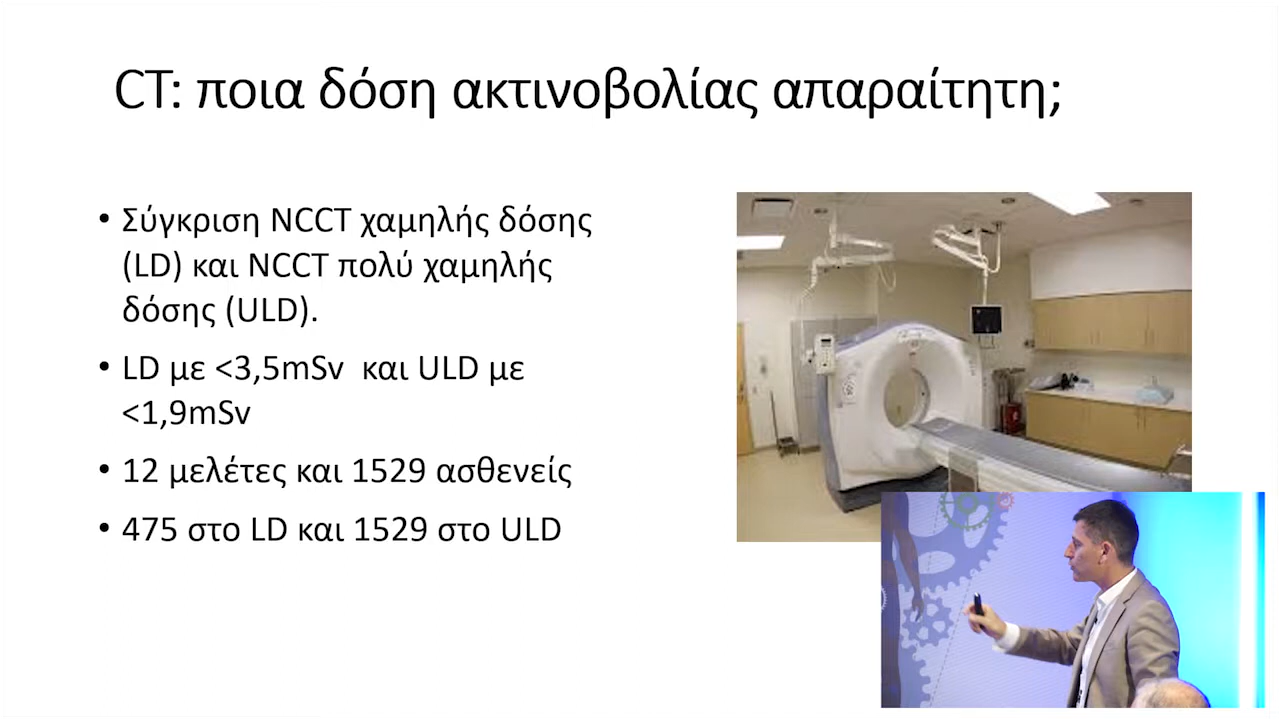 CT: ποια δόση ακτινοβολίας απαραίτητη;
• Σύγκριση NCCT χαμηλής δόσης
(LD) και NCCT πολύ χαμηλής
δόσης (ULD).
• LD με <3,5mSv και ULD με
<1,9mSv
• 12 μελέτες και 1529 ασθενείς
• 475 στο LD και 1529 στο ULD